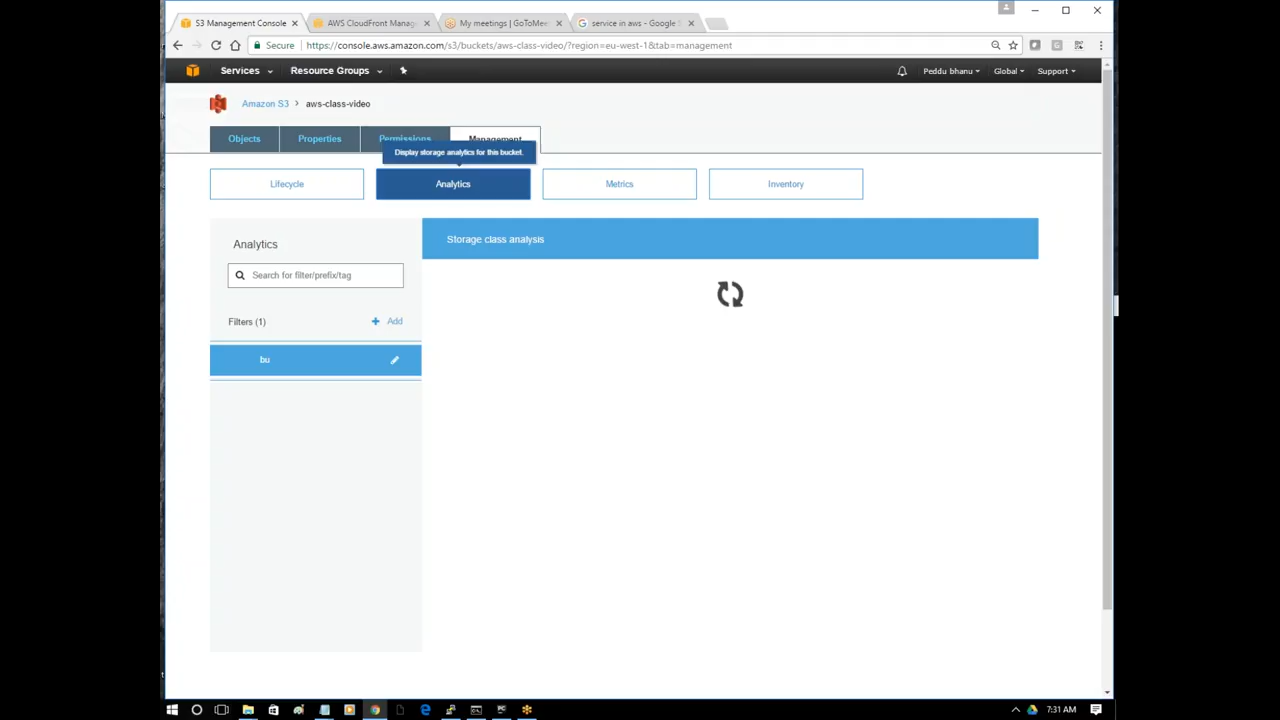 S3 Management Console
AWS CloudFront Manag
My meetings | GoToMee
service in aws - Google S
Secure
https://console.aws.amazon.com/s3/buckets/aws-class-video/?region=eu-west-1&tab=management
Services
Resource Groups
Peddu bhanu
Global
Support
Amazon S3 > aws-class-video
Objects
Properties
Permissions
Management
Display storage analytics for this bucket.
Lifecycle
Analytics
Metrics
Inventory
Analytics
Storage class analysis
Search for filter/prefix/tag
Filters (1)
+ Add
bu
7:31 AM